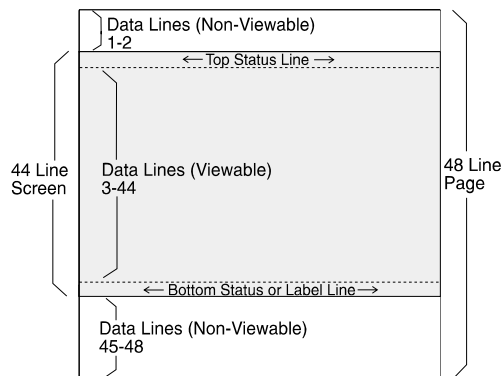 Data Lines (Non-Viewable)
1-2
Top Status Line
44 Line
Screen
Data Lines (Viewable)
3-44
48 Line
Page
Bottom Status or Label Line
Data Lines (Non-Viewable)
45-48